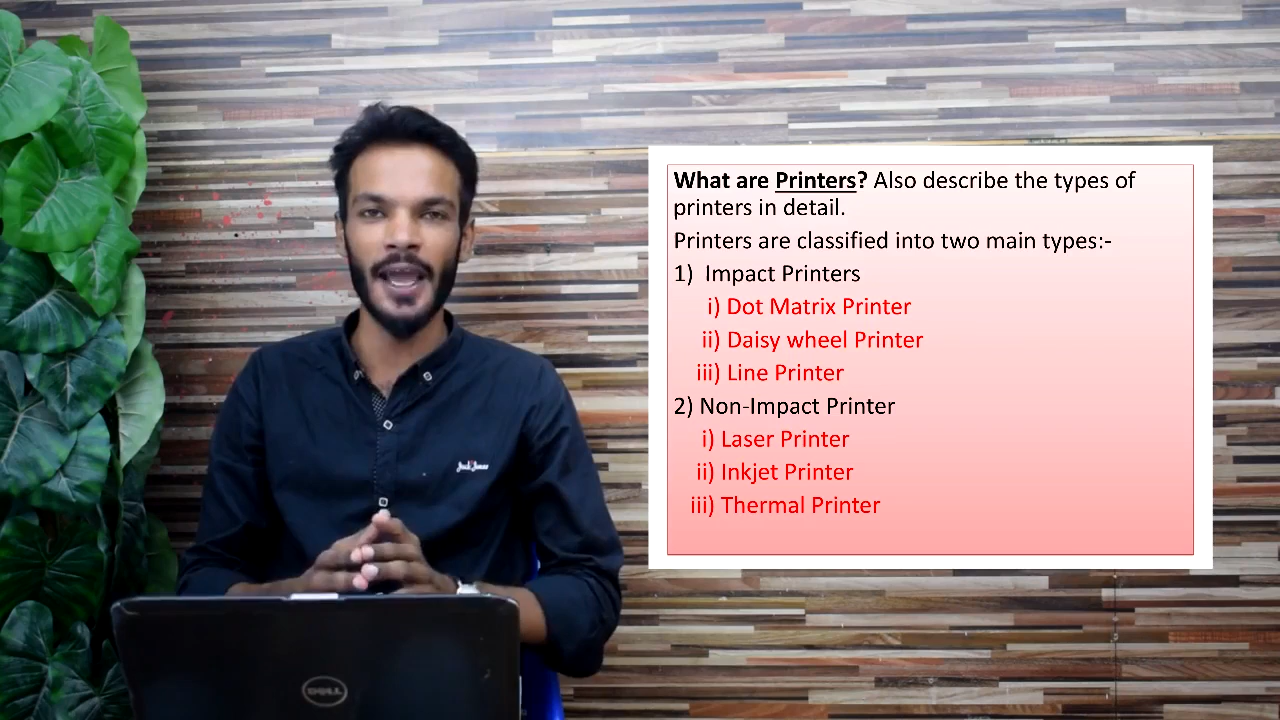 What are Printers? Also describe the types of
printers in detail.
Printers are classified into two main types:-
1) Impact Printers
i) Dot Matrix Printer
ii) Daisy wheel Printer
iii) Line Printer
2) Non-Impact Printer
i) Laser Printer
ii) Inkjet Printer
iii) Thermal Printer
DELL